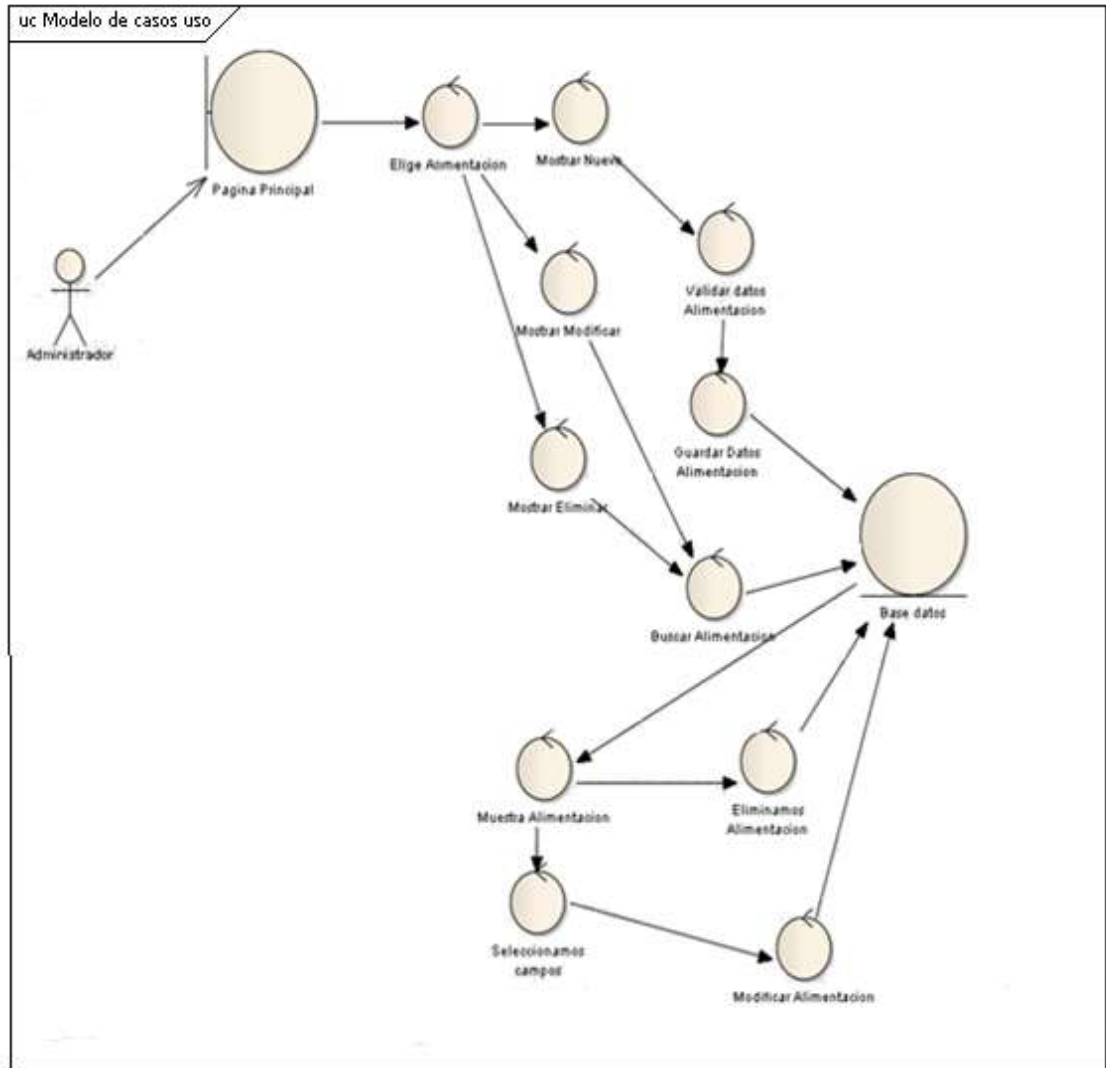 uc Modelo de casos uso
Pagina Principal
Elige Alimentacion
Mostrar Nuevo
Administrador
Mostrar Modificar
Validar datos
Alimentacion
Guardar Datos
Alimentacion
Mostrar Eliminar
Buscar Alimentacion
Base datos
Muestra Alimentacion
Eliminamos
Alimentacion
Seleccionamos
campos
Modificar Alimentacion